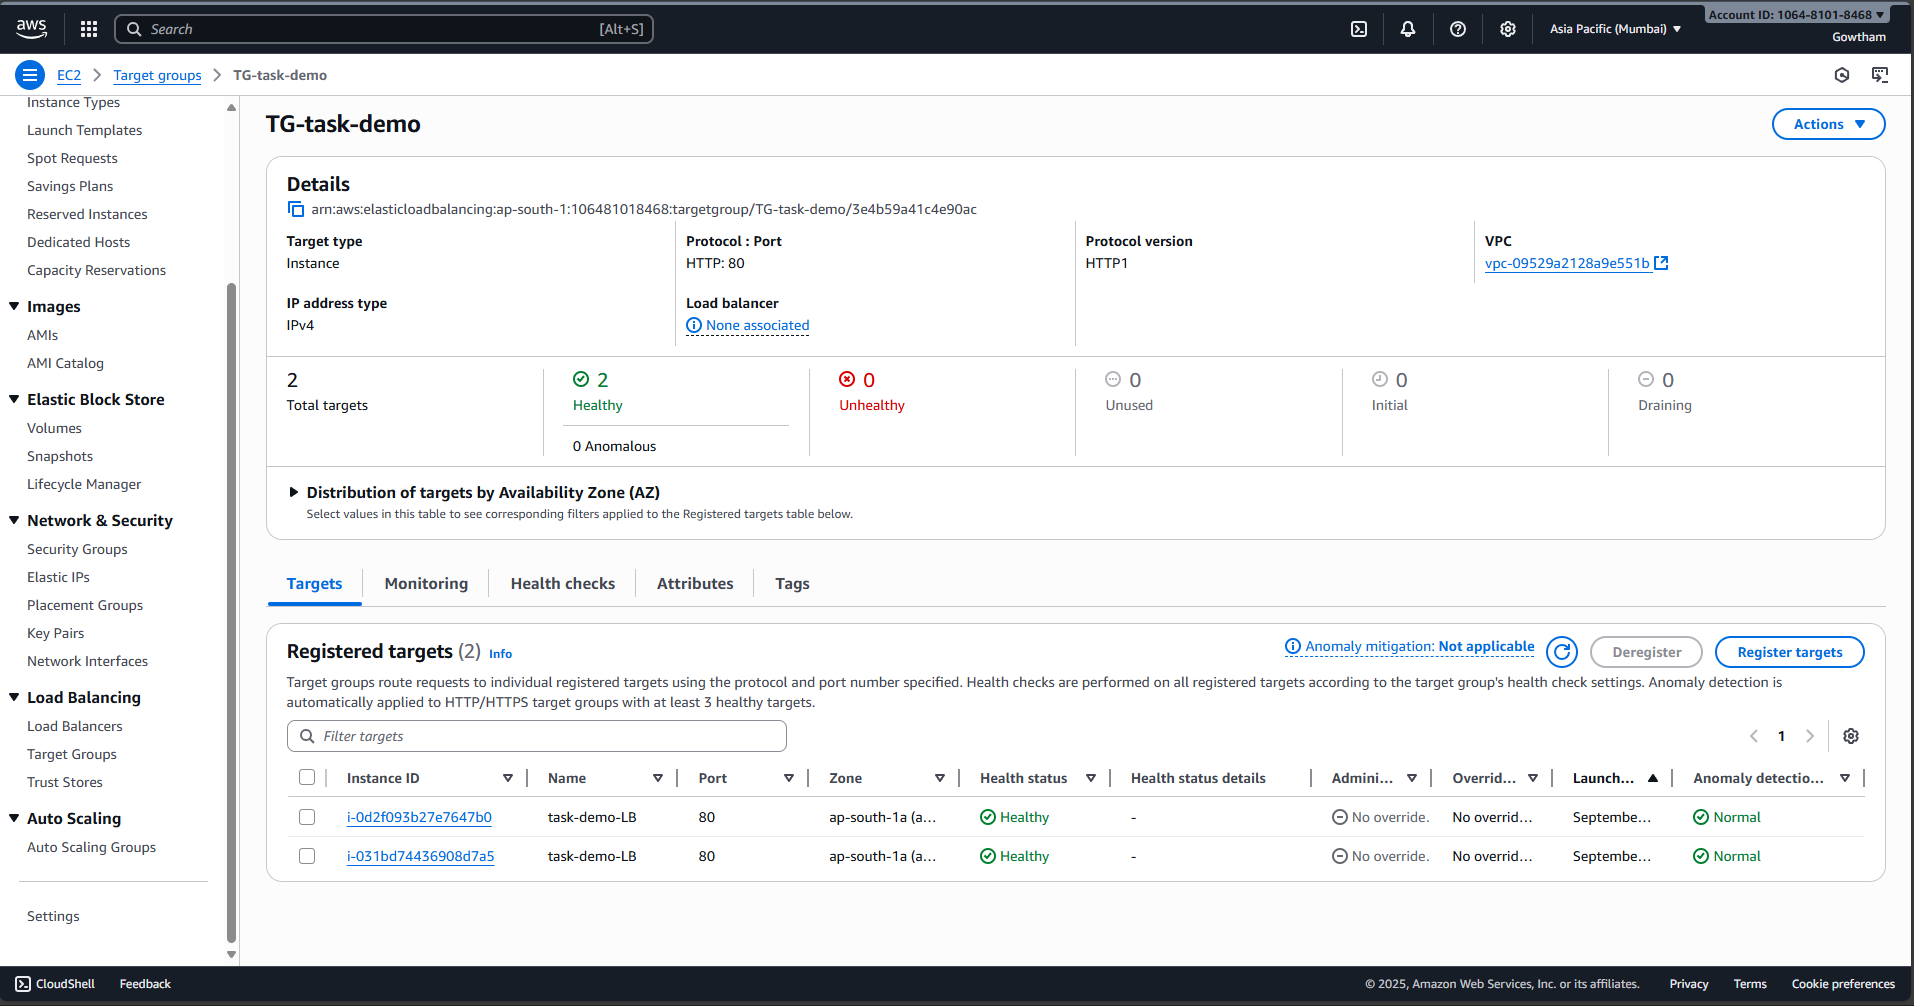 aws
Search
[Alt+S]
Asia Pacific (Mumbai)
Account ID: 1064-8101-8468
Gowtham
EC2
Target groups
TG-task-demo
Instance Types
Launch Templates
Spot Requests
Savings Plans
Reserved Instances
Dedicated Hosts
Capacity Reservations
Images
AMIs
AMI Catalog
Elastic Block Store
Volumes
Snapshots
Lifecycle Manager
Network & Security
Security Groups
Elastic IPs
Placement Groups
Key Pairs
Network Interfaces
Load Balancing
Load Balancers
Target Groups
Trust Stores
Auto Scaling
Auto Scaling Groups
Settings
TG-task-demo
Actions
Details
arn:aws:elasticloadbalancing:ap-south-1:106481018468:targetgroup/TG-task-demo/3e4b59a41c4e90ac
Target type
Instance
Protocol : Port
HTTP: 80
Protocol version
HTTP1
VPC
vpc-09529a2128a9e551b
IP address type
IPv4
Load balancer
None associated
2
Total targets
2
Healthy
0 Anomalous
0
Unhealthy
0
Unused
0
Initial
0
Draining
Distribution of targets by Availability Zone (AZ)
Select values in this table to see corresponding filters applied to the Registered targets table below.
Targets
Monitoring
Health checks
Attributes
Tags
Registered targets (2) Info
Anomaly mitigation: Not applicable
Deregister
Register targets
Target groups route requests to individual registered targets using the protocol and port number specified. Health checks are performed on all registered targets according to the target group's health check settings. Anomaly detection is
automatically applied to HTTP/HTTPS target groups with at least 3 healthy targets.
Filter targets
1
Instance ID Name Port Zone Health status Health status details Admini... Overrid... Launch... Anomaly detectio...
i-0d2f093b27e7647b0 task-demo-LB 80 ap-south-1a (a... Healthy - No override. No overrid... Septembe... Normal
i-031bd74436908d7a5 task-demo-LB 80 ap-south-1a (a... Healthy - No override. No overrid... Septembe... Normal
CloudShell
Feedback
© 2025, Amazon Web Services, Inc. or its affiliates.
Privacy
Terms
Cookie preferences